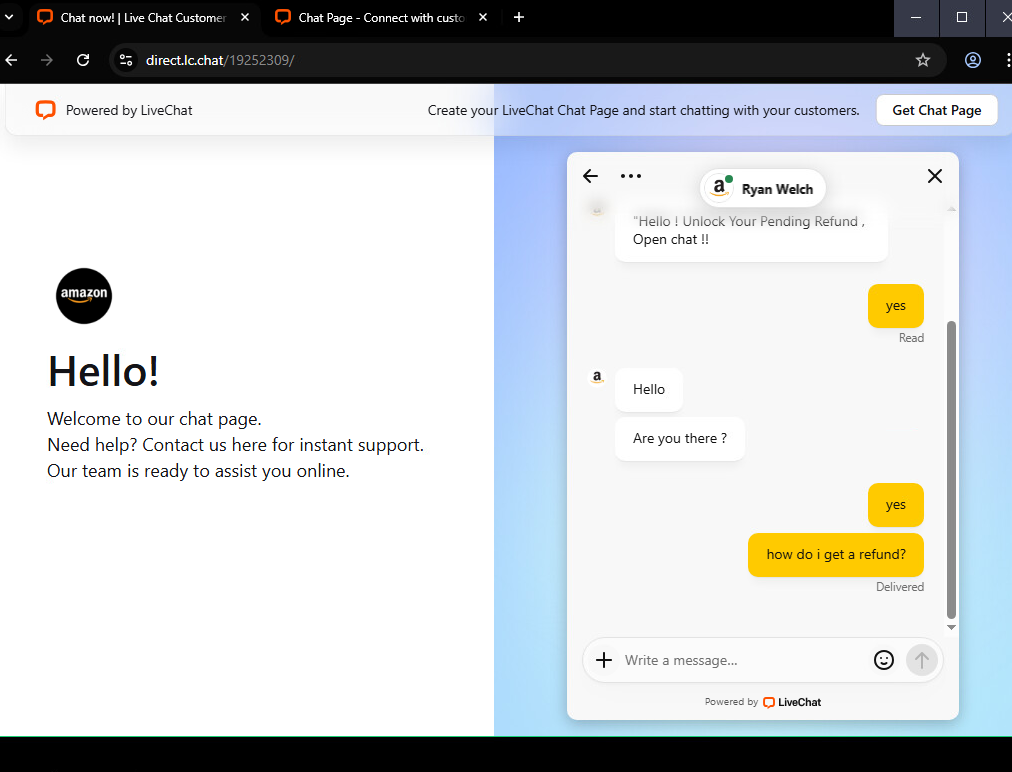 Chat now! | Live Chat Customer
Chat Page - Connect with custo
direct.lc.chat/19252309/
Powered by LiveChat
Create your LiveChat Chat Page and start chatting with your customers.
Get Chat Page
amazon
Hello!
Welcome to our chat page.
Need help? Contact us here for instant support.
Our team is ready to assist you online.
a
Ryan Welch
"Hello ! Unlock Your Pending Refund ,
Open chat !!
yes
Read
a
Hello
Are you there ?
yes
how do i get a refund?
Delivered
Write a message...
Powered by LiveChat